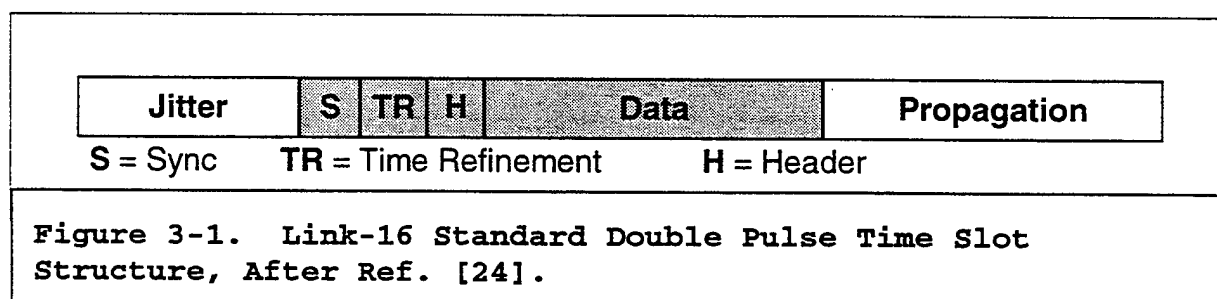 Jitter S TR H Data Propagation
S = Sync TR = Time Refinement H = Header
Figure 3-1. Link-16 Standard Double Pulse Time Slot
Structure, After Ref. [24].